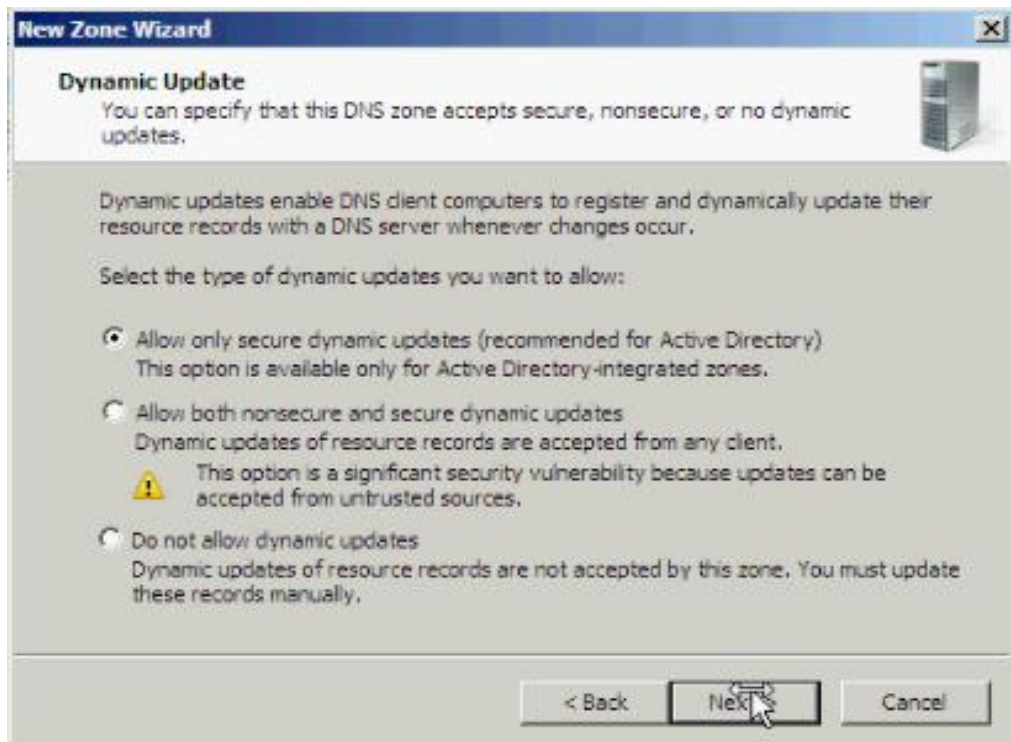 New Zone Wizard
Dynamic Update
You can specify that this DNS zone accepts secure, nonsecure, or no dynamic
updates.
Dynamic updates enable DNS client computers to register and dynamically update their
resource records with a DNS server whenever changes occur.
Select the type of dynamic updates you want to allow:
Allow only secure dynamic updates (recommended for Active Directory)
This option is available only for Active Directory-integrated zones.
Allow both nonsecure and secure dynamic updates
Dynamic updates of resource records are accepted from any client.
This option is a significant security vulnerability because updates can be
accepted from untrusted sources.
Do not allow dynamic updates
Dynamic updates of resource records are not accepted by this zone. You must update
these records manually.
< Back Next > Cancel